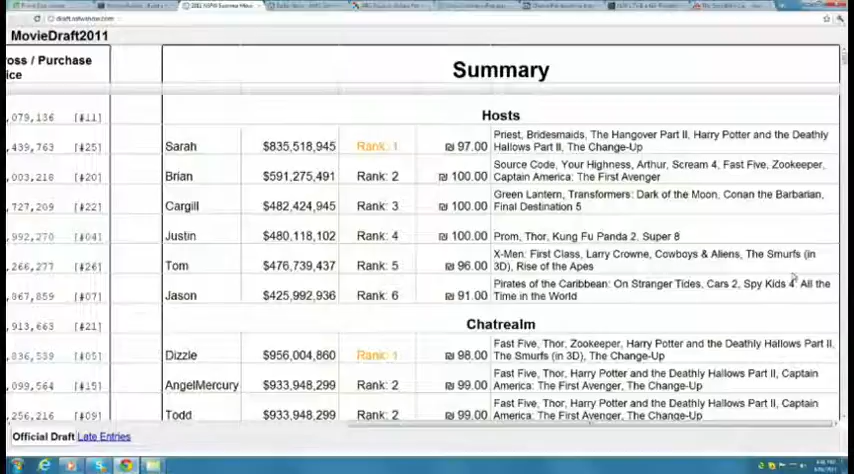 draft.nsfwshow.com
MovieDraft2011
oss / Purchase
ice
Summary
Hosts
,079,136 [#11]
,439,763 [#25]
Sarah $835,518,945 Rank: 1 ₪ 97.00 Priest, Bridesmaids, The Hangover Part II, Harry Potter and the Deathly
Hallows Part II, The Change-Up
,003,218 [#20]
Brian $591,275,491 Rank: 2 ₪ 100.00 Source Code, Your Highness, Arthur, Scream 4, Fast Five, Zookeeper,
Captain America: The First Avenger
,727,209 [#22]
Cargill $482,424,945 Rank: 3 ₪ 100.00 Green Lantern, Transformers: Dark of the Moon, Conan the Barbarian,
Final Destination 5
,992,270 [#04]
Justin $480,118,102 Rank: 4 ₪ 100.00 Prom, Thor, Kung Fu Panda 2, Super 8
,266,277 [#26]
Tom $476,739,437 Rank: 5 ₪ 96.00 X-Men: First Class, Larry Crowne, Cowboys & Aliens, The Smurfs (in
3D), Rise of the Apes
,867,859 [#07]
Jason $425,992,936 Rank: 6 ₪ 91.00 Pirates of the Caribbean: On Stranger Tides, Cars 2, Spy Kids 4: All the
Time in the World
,913,663 [#21]
Chatrealm
,836,539 [#05]
Dizzle $956,004,860 Rank: 1 ₪ 98.00 Fast Five, Thor, Zookeeper, Harry Potter and the Deathly Hallows Part II,
The Smurfs (in 3D), The Change-Up
,099,564 [#15]
AngelMercury $933,948,299 Rank: 2 ₪ 99.00 Fast Five, Thor, Harry Potter and the Deathly Hallows Part II, Captain
America: The First Avenger, The Change-Up
,256,216 [#09]
Todd $933,948,299 Rank: 2 ₪ 99.00 Fast Five, Thor, Harry Potter and the Deathly Hallows Part II, Captain
America: The First Avenger, The Change-Up
Official Draft Late Entries